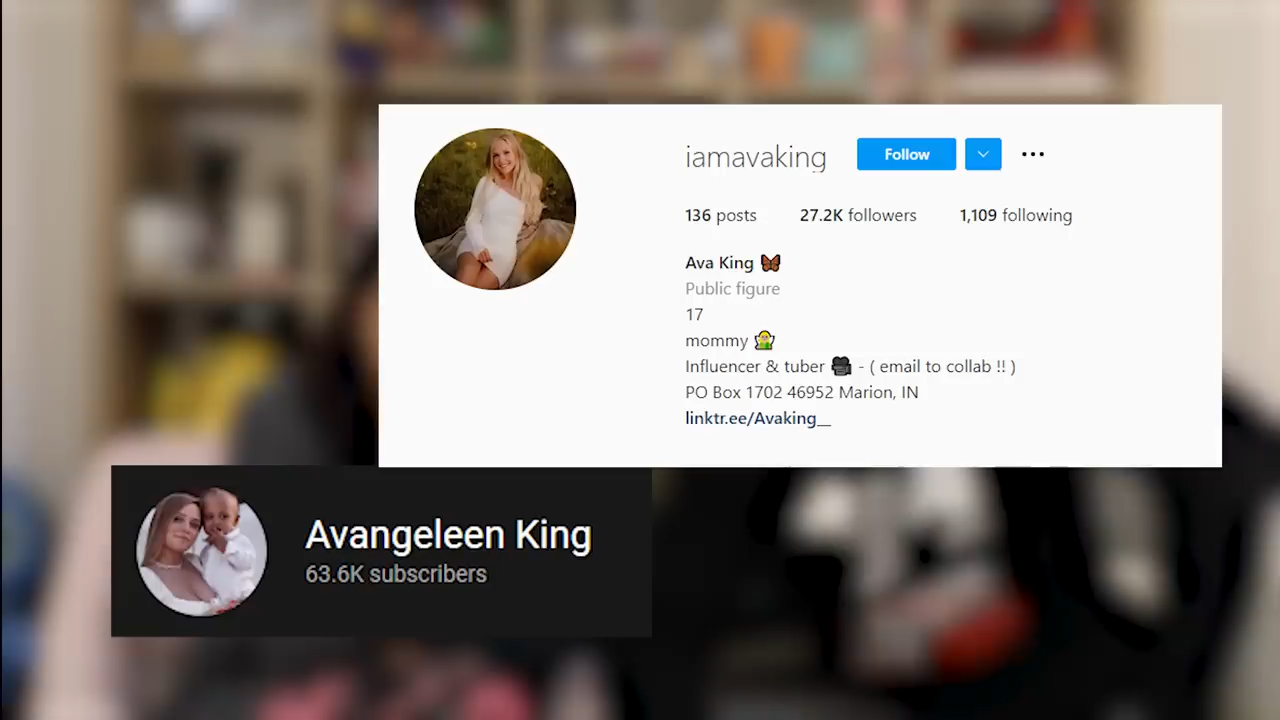 iamavaking Follow
136 posts 27.2K followers 1,109 following
Ava King
Public figure
17
mommy
Influencer & tuber - ( email to collab !! )
PO Box 1702 46952 Marion, IN
linktr.ee/Avaking__
Avangeleen King
63.6K subscribers